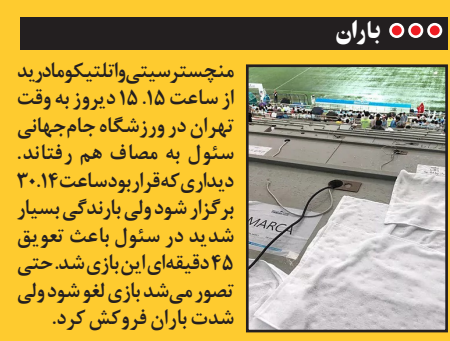 باران
منچسترسیتی‌واتلتیکومادرید
از ساعت ۱۵. ۱۵ دیروز به وقت
تهران در ورزشگاه جام‌جهانی
سئول به مصاف هم رفتاند.
دیداری که قرار بود ساعت ۳۰.۱۴
برگزار شود ولی بارندگی بسیار
شدید در سئول باعث تعویق
۴۵ دقیقه‌ای این بازی شد. حتی
تصور می‌شد بازی لغو شود ولی
شدت باران فروکش کرد.
MARCA